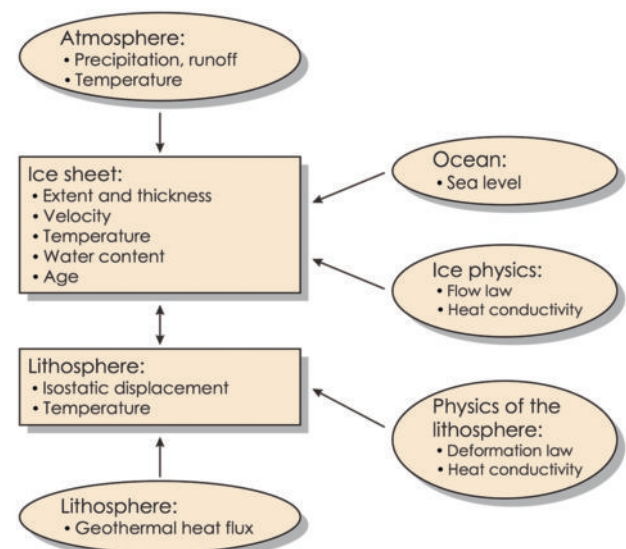 Atmosphere:
• Precipitation, runoff
• Temperature
Ice sheet:
• Extent and thickness
• Velocity
• Temperature
• Water content
• Age
Ocean:
• Sea level
Ice physics:
• Flow law
• Heat conductivity
Lithosphere:
• Isostatic displacement
• Temperature
Physics of the
lithosphere:
• Deformation law
• Heat conductivity
Lithosphere:
• Geothermal heat flux